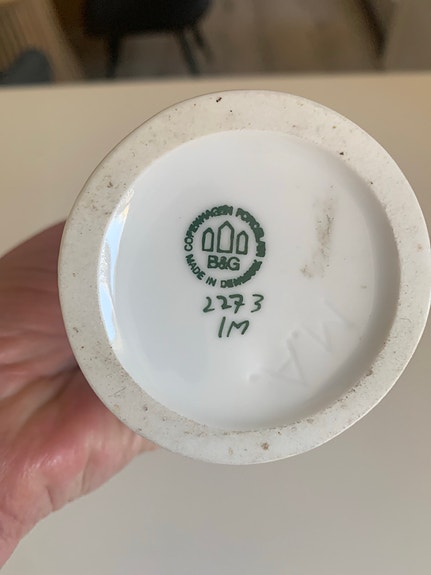 COPENHAGEN PORCELAIN
B&G
MADE IN DENMARK
2273
1M
M.A.